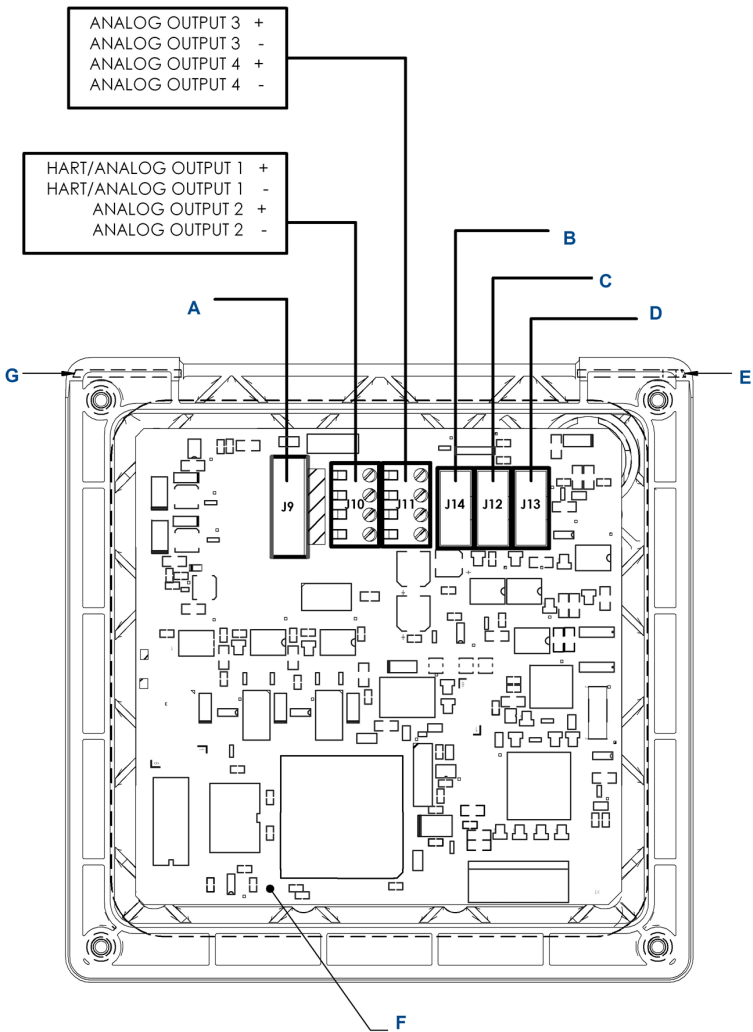 ANALOG OUTPUT 3 +
ANALOG OUTPUT 3 -
ANALOG OUTPUT 4 +
ANALOG OUTPUT 4 -
HART/ANALOG OUTPUT 1 +
HART/ANALOG OUTPUT 1 -
ANALOG OUTPUT 2 +
ANALOG OUTPUT 2 -
B
C
A
D
G
E
J9
J10
J11
J14
J12
J13
F